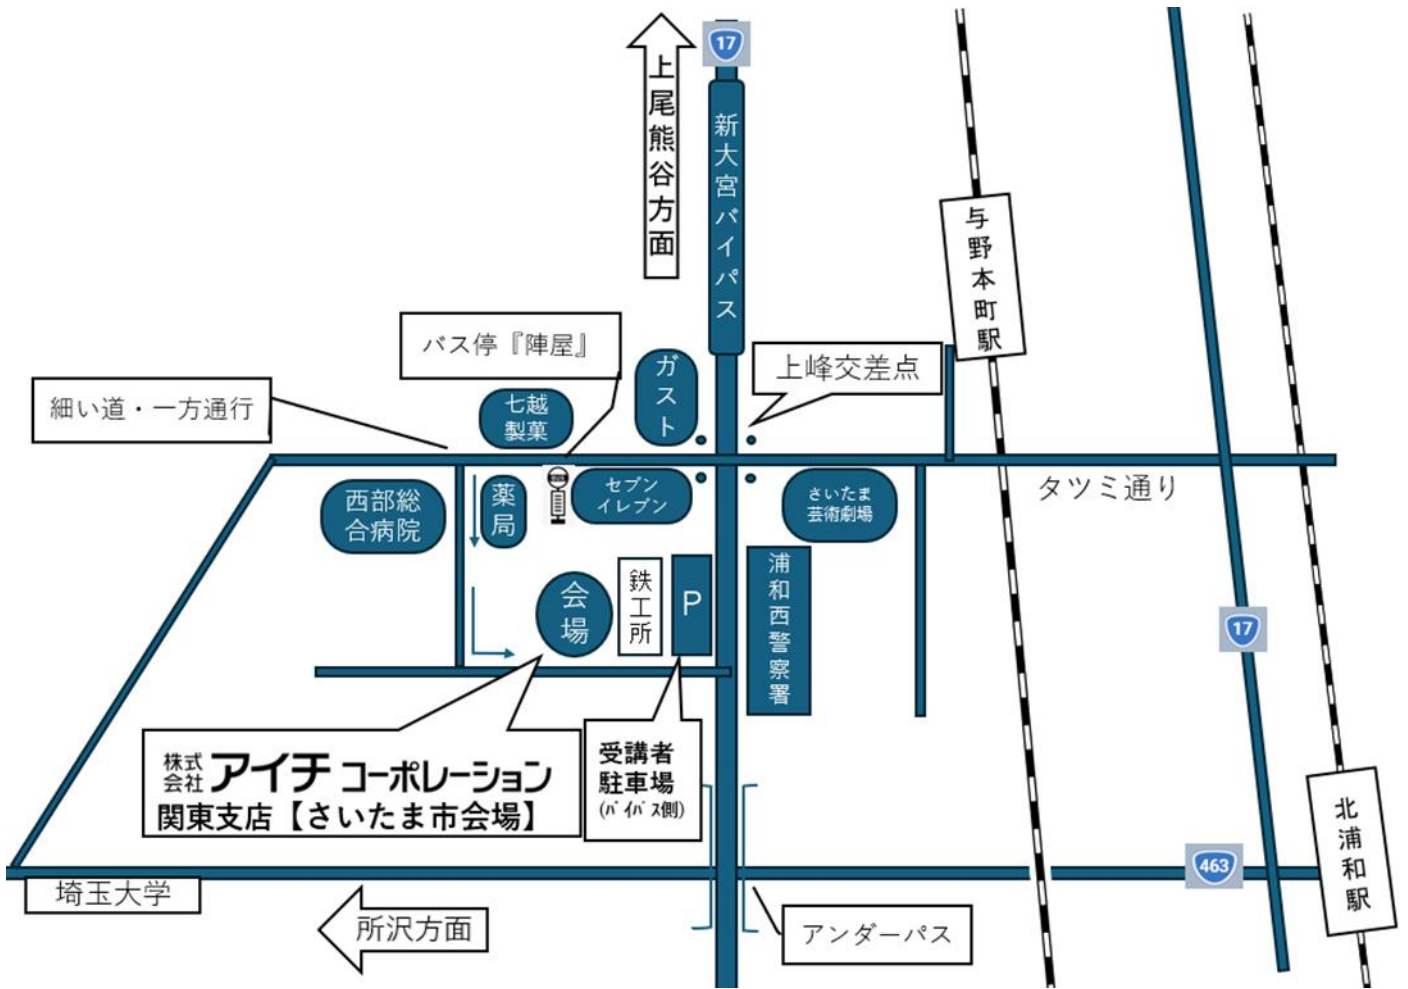 17
上尾熊谷方面
新大宮バイパス
与野本町駅
バス停『陣屋』
ガスト
上峰交差点
細い道・一方通行
七越
製菓
タツミ通り
西部総
合病院
薬局
BUS
セブン
イレブン
さいたま
芸術劇場
会場
鉄工所
P
浦和西警察署
17
株式
会社 アイチ コーポレーション
関東支店【さいたま市会場】
受講者
駐車場
(ﾊﾞｲﾊﾟｽ側)
北浦和駅
463
埼玉大学
所沢方面
アンダーパス